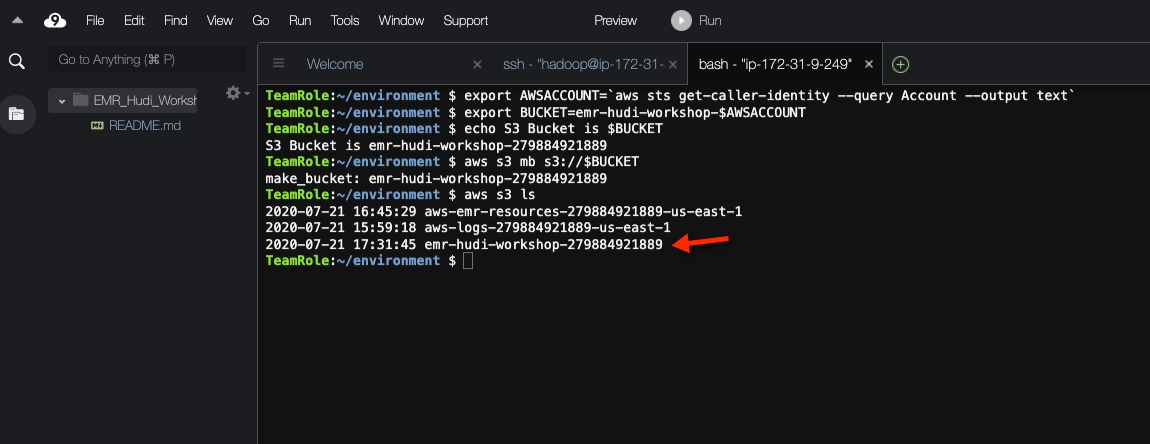 9 File Edit Find View Go Run Tools Window Support Preview Run
Go to Anything (⌘ P)
EMR_Hudi_Worksh
README.md
Welcome ssh - "hadoop@ip-172-31- bash - "ip-172-31-9-249"
TeamRole:~/environment $ export AWSACCOUNT=`aws sts get-caller-identity --query Account --output text`
TeamRole:~/environment $ export BUCKET=emr-hudi-workshop-$AWSACCOUNT
TeamRole:~/environment $ echo S3 Bucket is $BUCKET
S3 Bucket is emr-hudi-workshop-279884921889
TeamRole:~/environment $ aws s3 mb s3://$BUCKET
make_bucket: emr-hudi-workshop-279884921889
TeamRole:~/environment $ aws s3 ls
2020-07-21 16:45:29 aws-emr-resources-279884921889-us-east-1
2020-07-21 15:59:18 aws-logs-279884921889-us-east-1
2020-07-21 17:31:45 emr-hudi-workshop-279884921889
TeamRole:~/environment $